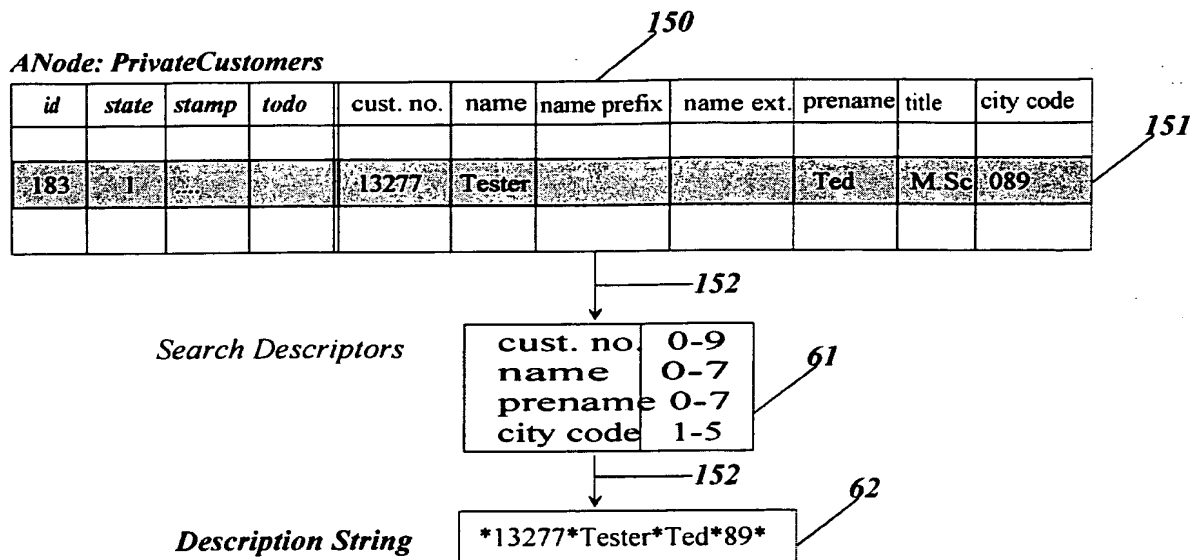 150
ANode: PrivateCustomers
id state stamp todo cust. no. name name prefix name ext. prename title city code
151
183 1 ..... 13277 Tester Ted M.Sc 089
152
Search Descriptors
cust. no. 0-9
name 0-7
prename 0-7
city code 1-5
61
152
62
Description String *13277*Tester*Ted*89*